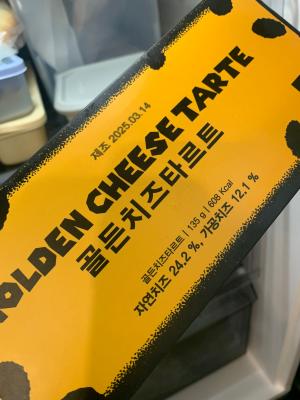 제조 2025.03.14
GOLDEN CHEESE TARTE
골든치즈타르트
골든치즈타르트 | 135 g | 608 Kcal
자연치즈 24.2 %, 가공치즈 12.1 %